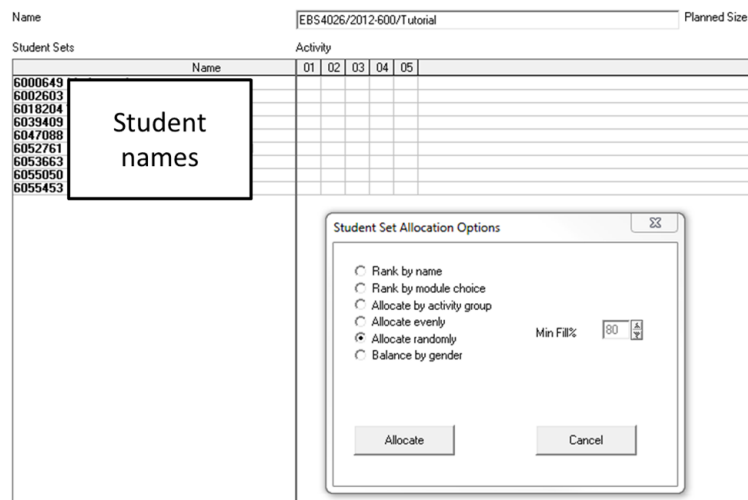 Name EBS4026/2012-600/Tutorial Planned Size
Student Sets Activity
Name 01 02 03 04 05
6000649
6002603
6018204
6039409
6047088
6052761
6053663
6055050
6055453
Student
names
Student Set Allocation Options
Rank by name
Rank by module choice
Allocate by activity group
Allocate evenly
Allocate randomly
Balance by gender
Min Fill% 80
Allocate Cancel